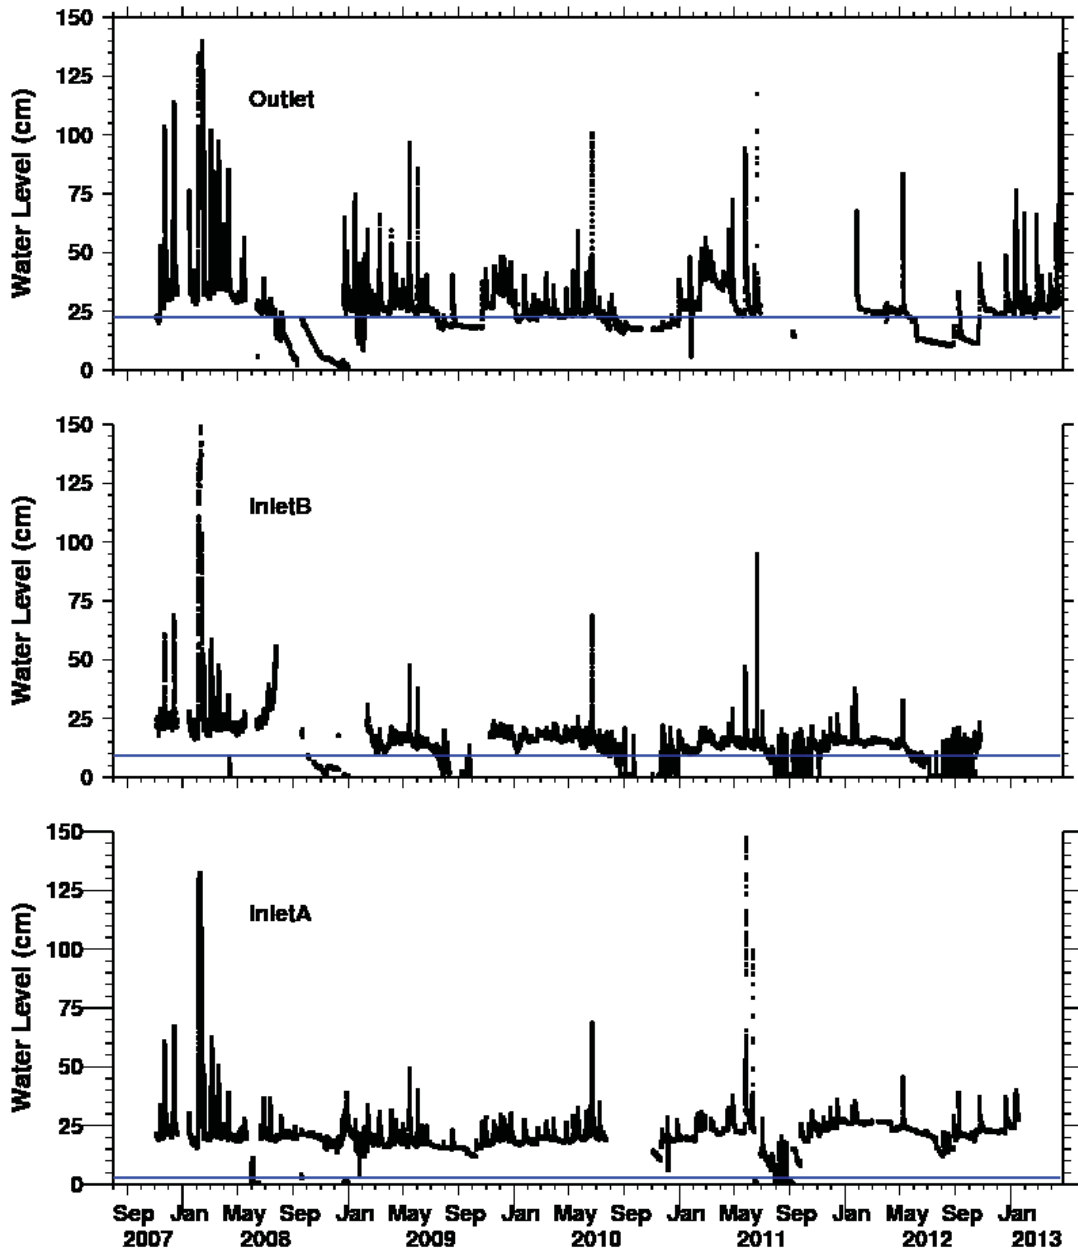 150
125
100
75
50
25
0
Water Level (cm)
Outlet
150
125
100
75
50
25
0
Water Level (cm)
InletB
150
125
100
75
50
25
0
Water Level (cm)
InletA
Sep Jan May Sep Jan May Sep Jan May Sep Jan May Sep Jan May Sep Jan
2007 2008 2009 2010 2011 2012 2013